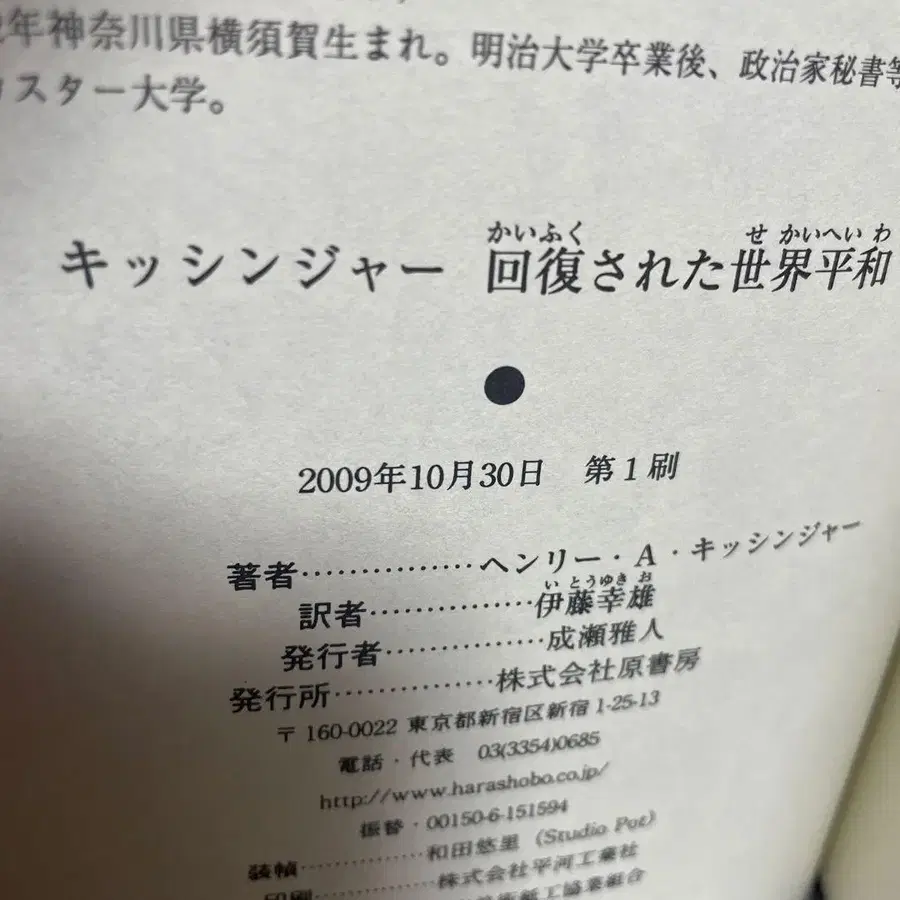 年神奈川県横須賀生まれ。明治大学卒業後、政治家秘書等
スター大学。
かいふく せかいへいわ
キッシンジャー 回復された世界平和
●
2009年10月30日 第1刷
著者……………ヘンリー・A・キッシンジャー
いとうゆきお
訳者……………伊藤幸雄
発行者……………成瀬雅人
発行所……………株式会社原書房
〒160-0022 東京都新宿区新宿1-25-13
電話・代表 03(3354)0685
http://www.harashobo.co.jp/
振替・00150-6-151594
装幀……………和田悠里（Studio Pot）
印刷……………株式会社平河工業社
協業組合